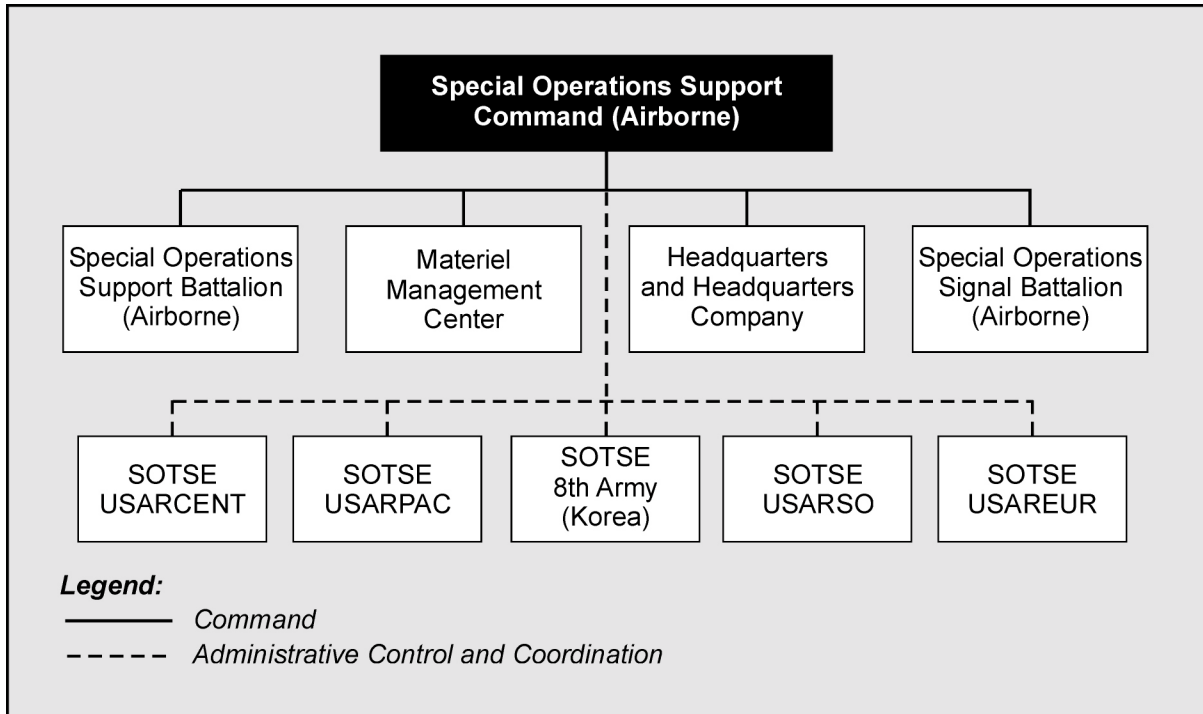 Special Operations Support
Command (Airborne)
Special Operations
Support Battalion
(Airborne)
Materiel
Management
Center
Headquarters
and Headquarters
Company
Special Operations
Signal Battalion
(Airborne)
SOTSE
USARCENT
SOTSE
USARPAC
SOTSE
8th Army
(Korea)
SOTSE
USARSO
SOTSE
USAREUR
Legend:
Command
Administrative Control and Coordination